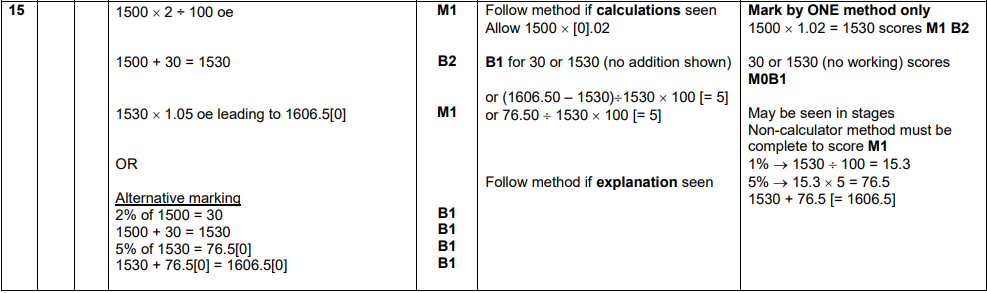 15
1500 × 2 ÷ 100 oe
M1
Follow method if calculations seen
Allow 1500 × [0].02
Mark by ONE method only
1500 × 1.02 = 1530 scores M1 B2
1500 + 30 = 1530
B2
B1 for 30 or 1530 (no addition shown)
30 or 1530 (no working) scores
M0B1
1530 × 1.05 oe leading to 1606.5[0]
M1
or (1606.50 – 1530)÷1530 × 100 [= 5]
or 76.50 ÷ 1530 × 100 [= 5]
May be seen in stages
Non-calculator method must be
complete to score M1
1% → 1530 ÷ 100 = 15.3
5% → 15.3 × 5 = 76.5
1530 + 76.5 [= 1606.5]
OR
Follow method if explanation seen
Alternative marking
2% of 1500 = 30
B1
1500 + 30 = 1530
B1
5% of 1530 = 76.5[0]
B1
1530 + 76.5[0] = 1606.5[0]
B1